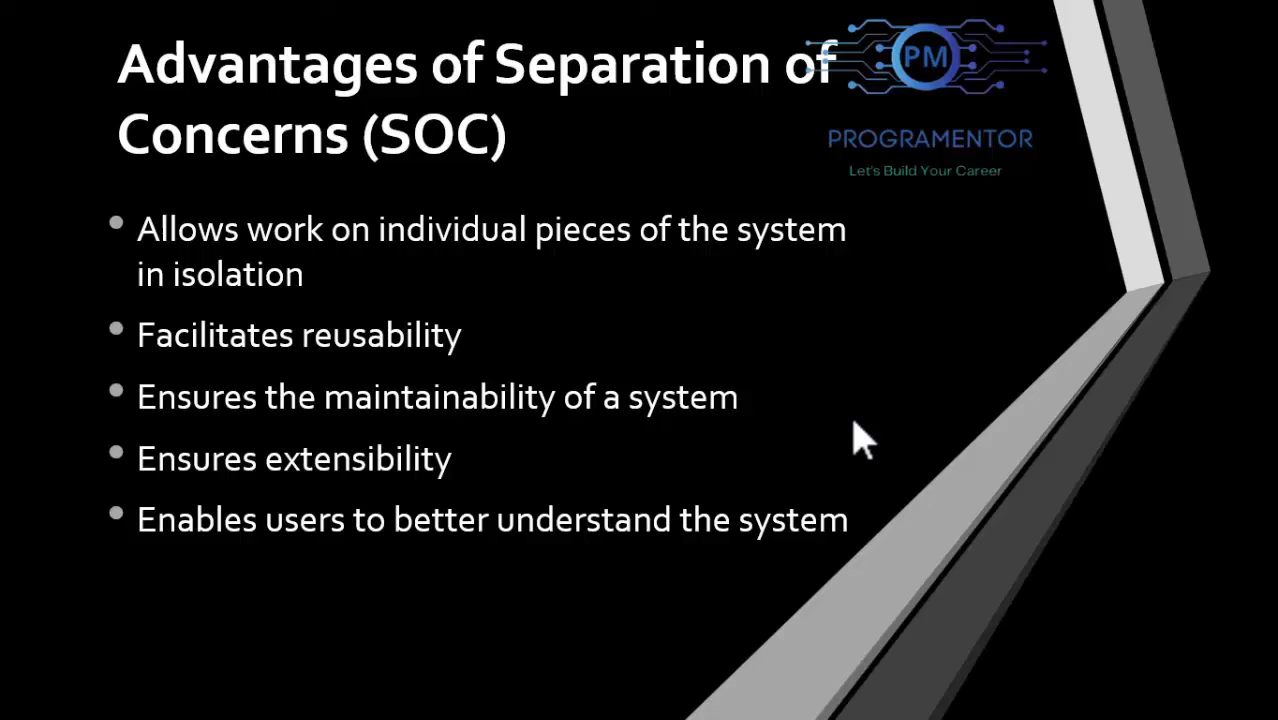 Advantages of Separation of
Concerns (SOC)
PM
PROGRAMENTOR
Let's Build Your Career
• Allows work on individual pieces of the system
in isolation
• Facilitates reusability
• Ensures the maintainability of a system
• Ensures extensibility
• Enables users to better understand the system